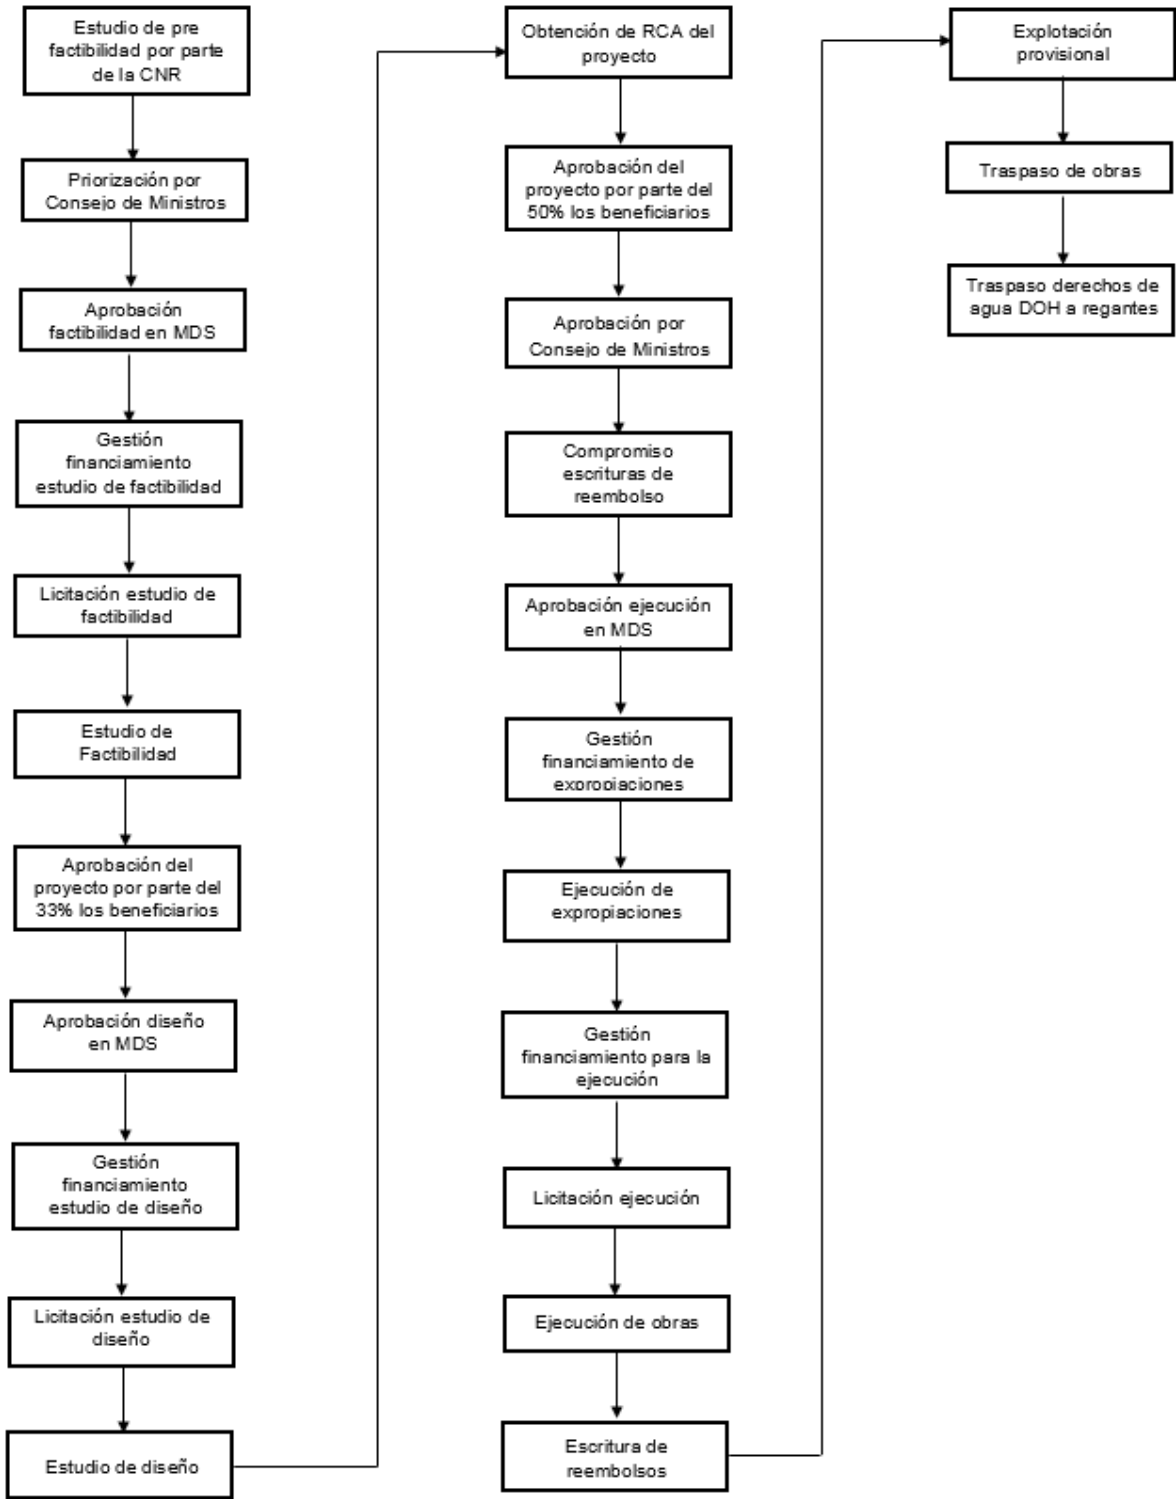 Estudio de pre
factibilidad por parte
de la CNR
Priorización por
Consejo de Ministros
Aprobación
factibilidad en MDS
Gestión
financiamiento
estudio de factibilidad
Licitación estudio de
factibilidad
Estudio de
Factibilidad
Aprobación del
proyecto por parte del
33% los beneficiarios
Aprobación diseño
en MDS
Gestión
financiamiento
estudio de diseño
Licitación estudio de
diseño
Estudio de diseño
Obtención de RCA del
proyecto
Aprobación del
proyecto por parte del
50% los beneficiarios
Aprobación por
Consejo de Ministros
Compromiso
escrituras de
reembolso
Aprobación ejecución
en MDS
Gestión
financiamiento de
expropiaciones
Ejecución de
expropiaciones
Gestión
financiamiento para la
ejecución
Licitación ejecución
Ejecución de obras
Escritura de
reembolsos
Explotación
provisional
Traspaso de obras
Traspaso derechos de
agua DOH a regantes